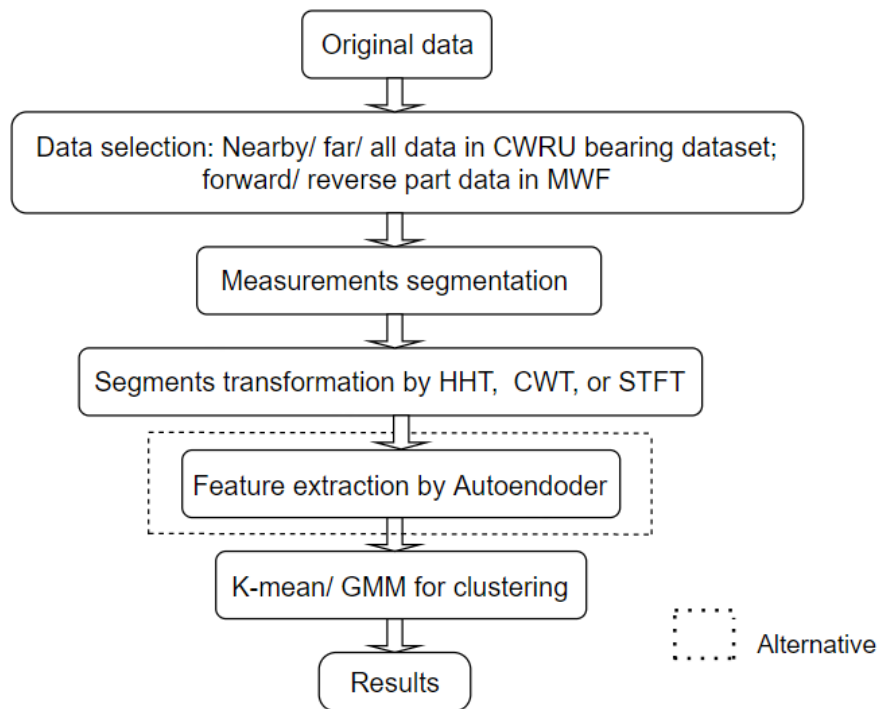 Original data
Data selection: Nearby/ far/ all data in CWRU bearing dataset;
forward/ reverse part data in MWF
Measurements segmentation
Segments transformation by HHT, CWT, or STFT
Feature extraction by Autoendoder
K-mean/ GMM for clustering
Results
Alternative